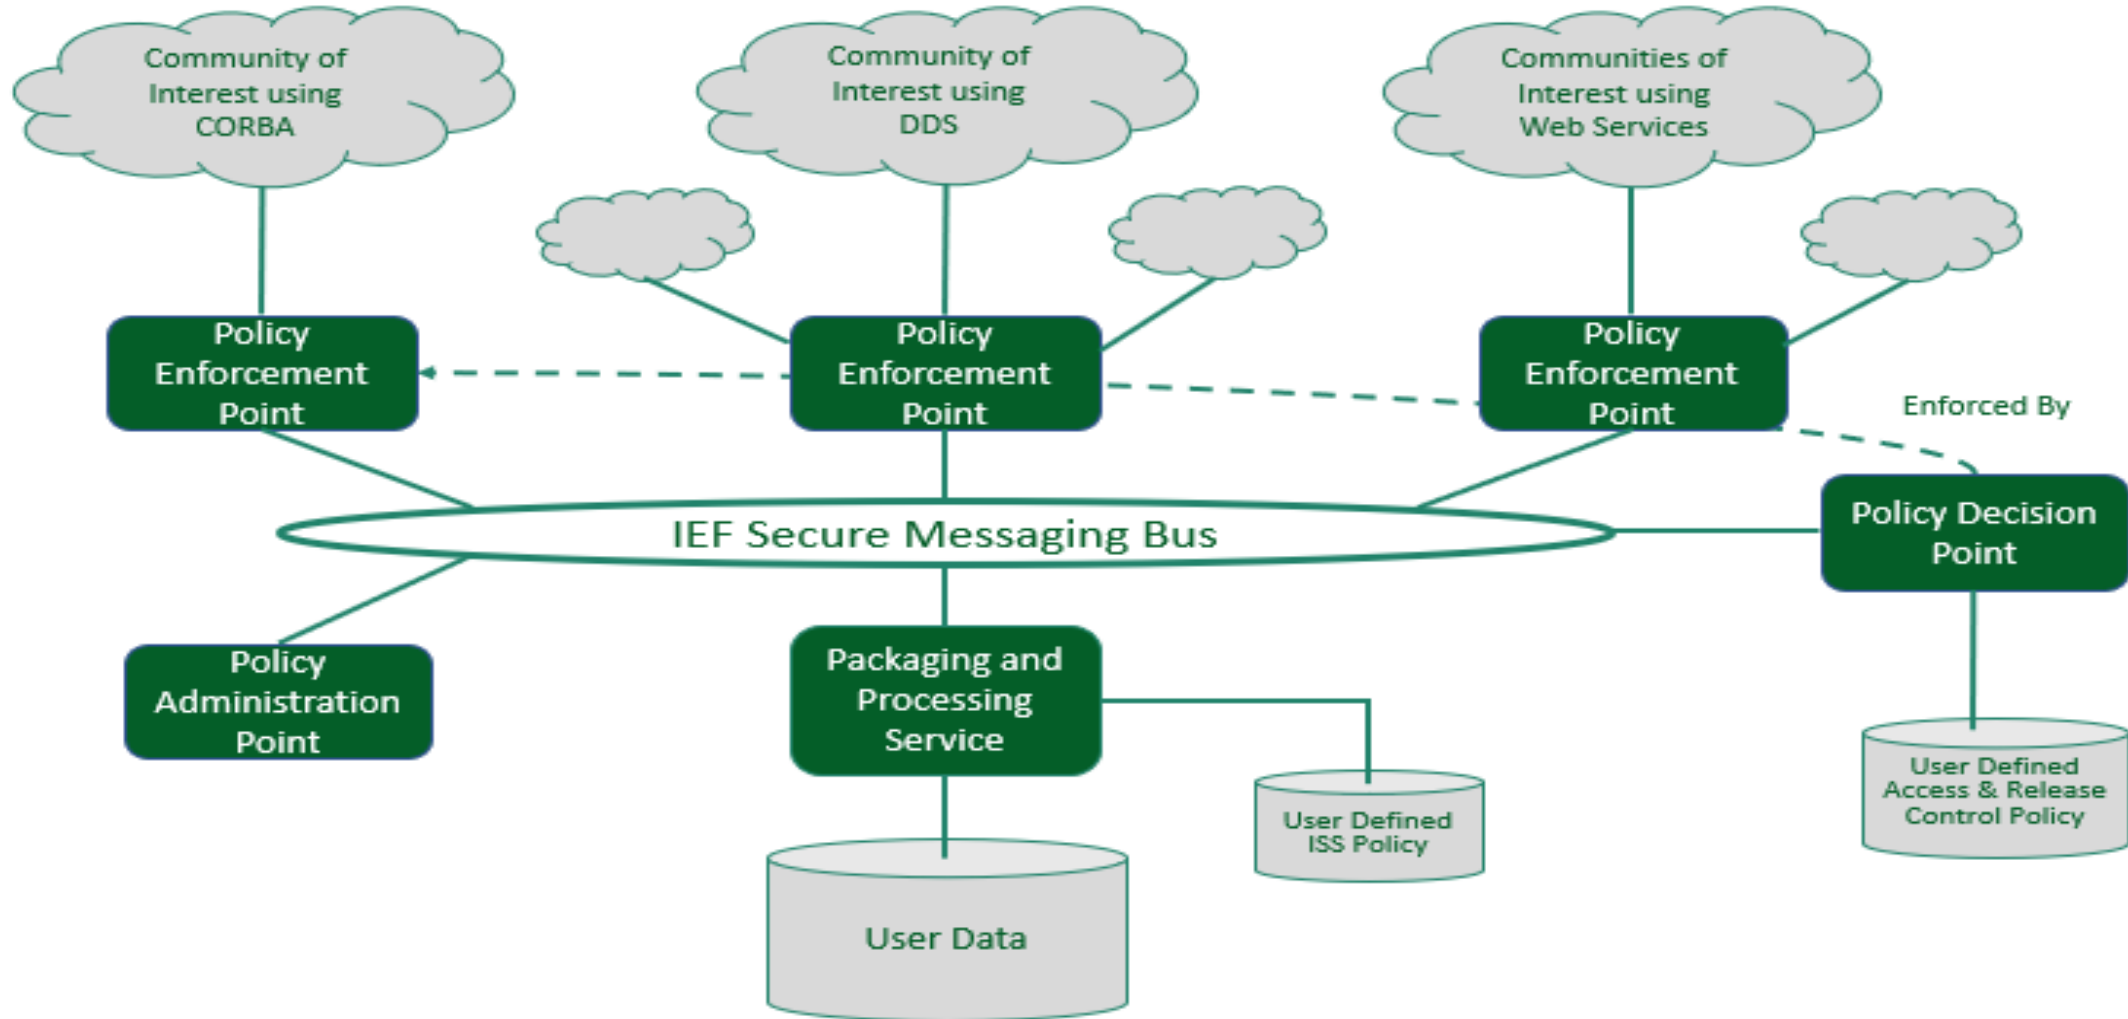 Community of
Interest using
CORBA
Community of
Interest using
DDS
Communities of
Interest using
Web Services
Policy
Enforcement
Point
Policy
Enforcement
Point
Policy
Enforcement
Point
Enforced By
IEF Secure Messaging Bus
Policy Decision
Point
Policy
Administration
Point
Packaging and
Processing
Service
User Defined
ISS Policy
User Defined
Access & Release
Control Policy
User Data